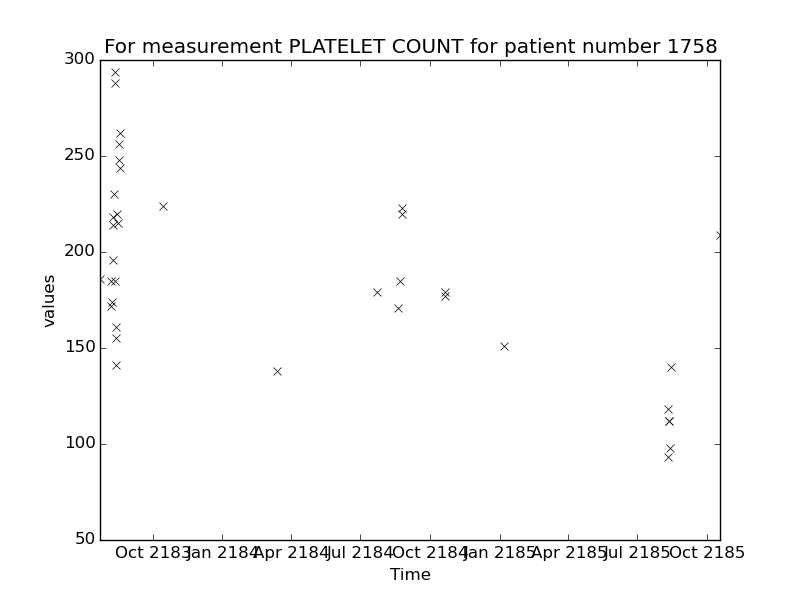 For measurement PLATELET COUNT for patient number 1758
300
250
200
150
100
50
values
Oct 2183 Jan 2184 Apr 2184 Jul 2184 Oct 2184 Jan 2185 Apr 2185 Jul 2185 Oct 2185
Time